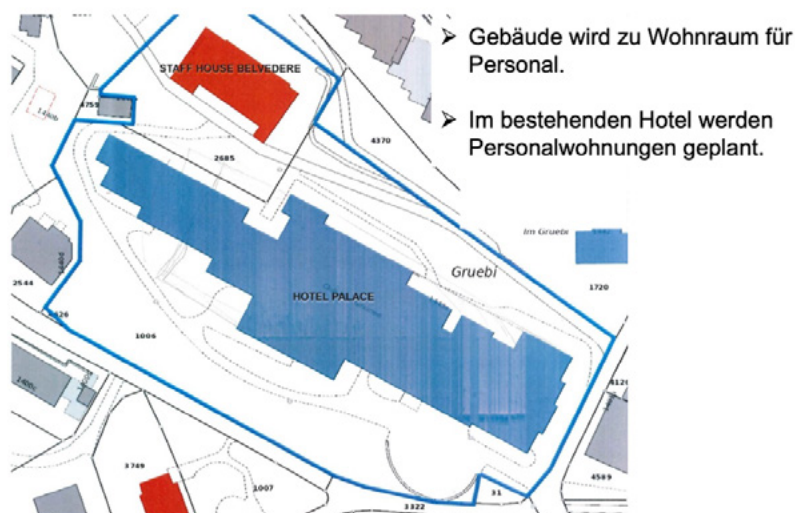 ➢ Gebäude wird zu Wohnraum für
Personal.
➢ Im bestehenden Hotel werden
Personalwohnungen geplant.
STAFF HOUSE BELVEDERE
4759
1480b
4370
2685
Im Gruebi
Gruebi
1720
2544
HOTEL PALACE
1006
4589
3749
1007
31
3322